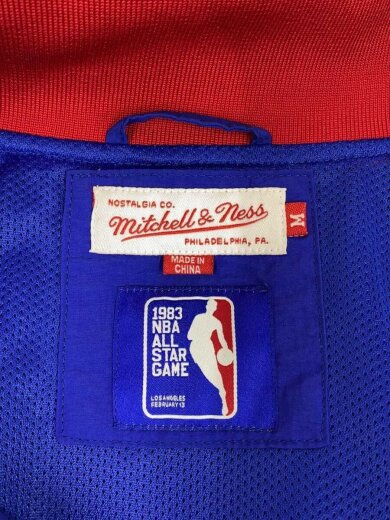 NOSTALGIA CO.
Mitchell & Ness
PHILADELPHIA, PA.
M
MADE IN
CHINA
1983
NBA
ALL
STAR
GAME
LOS ANGELES
FEBRUARY 13